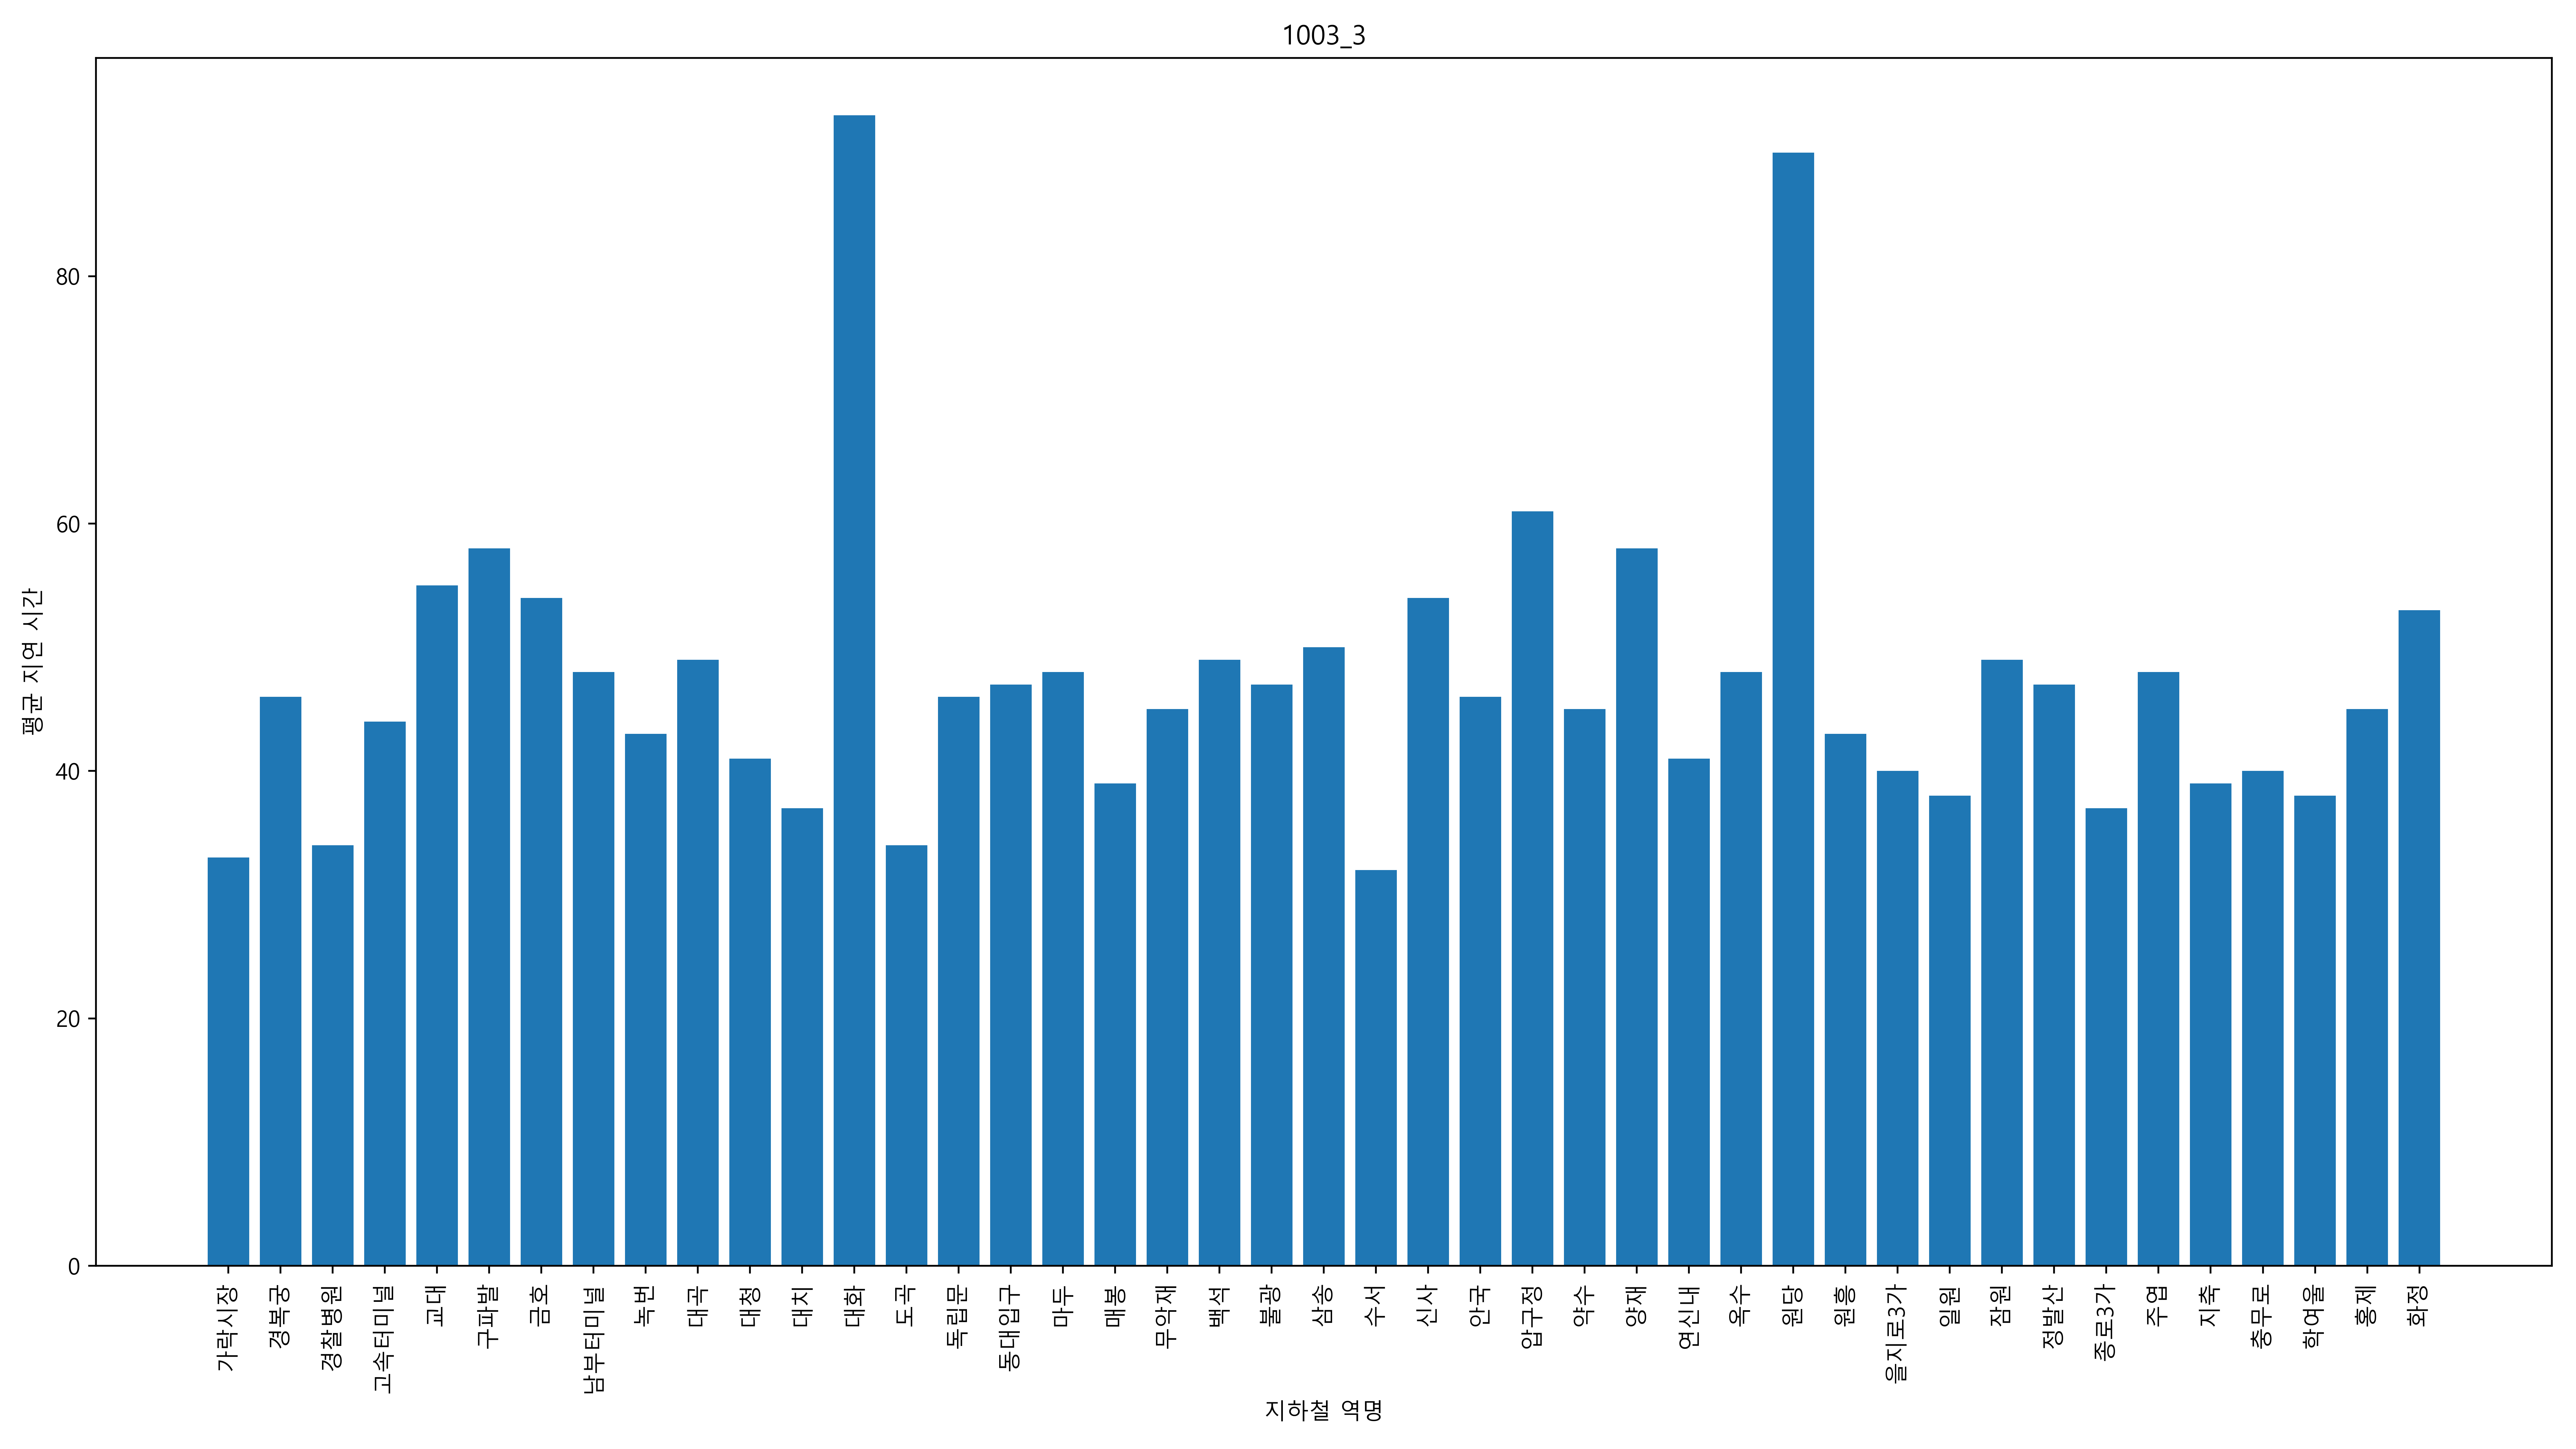 1003_3
평균 지연 시간
80
60
40
20
0
가락시장
경복궁
경찰병원
고속터미널
교대
구파발
금호
남부터미널
녹번
대곡
대청
대치
대화
도곡
독립문
동대입구
마두
매봉
무악재
백석
불광
삼송
수서
신사
안국
압구정
약수
양재
연신내
옥수
원당
원흥
을지로3가
일원
잠원
정발산
종로3가
주엽
지축
충무로
학여울
홍제
화정
지하철 역명